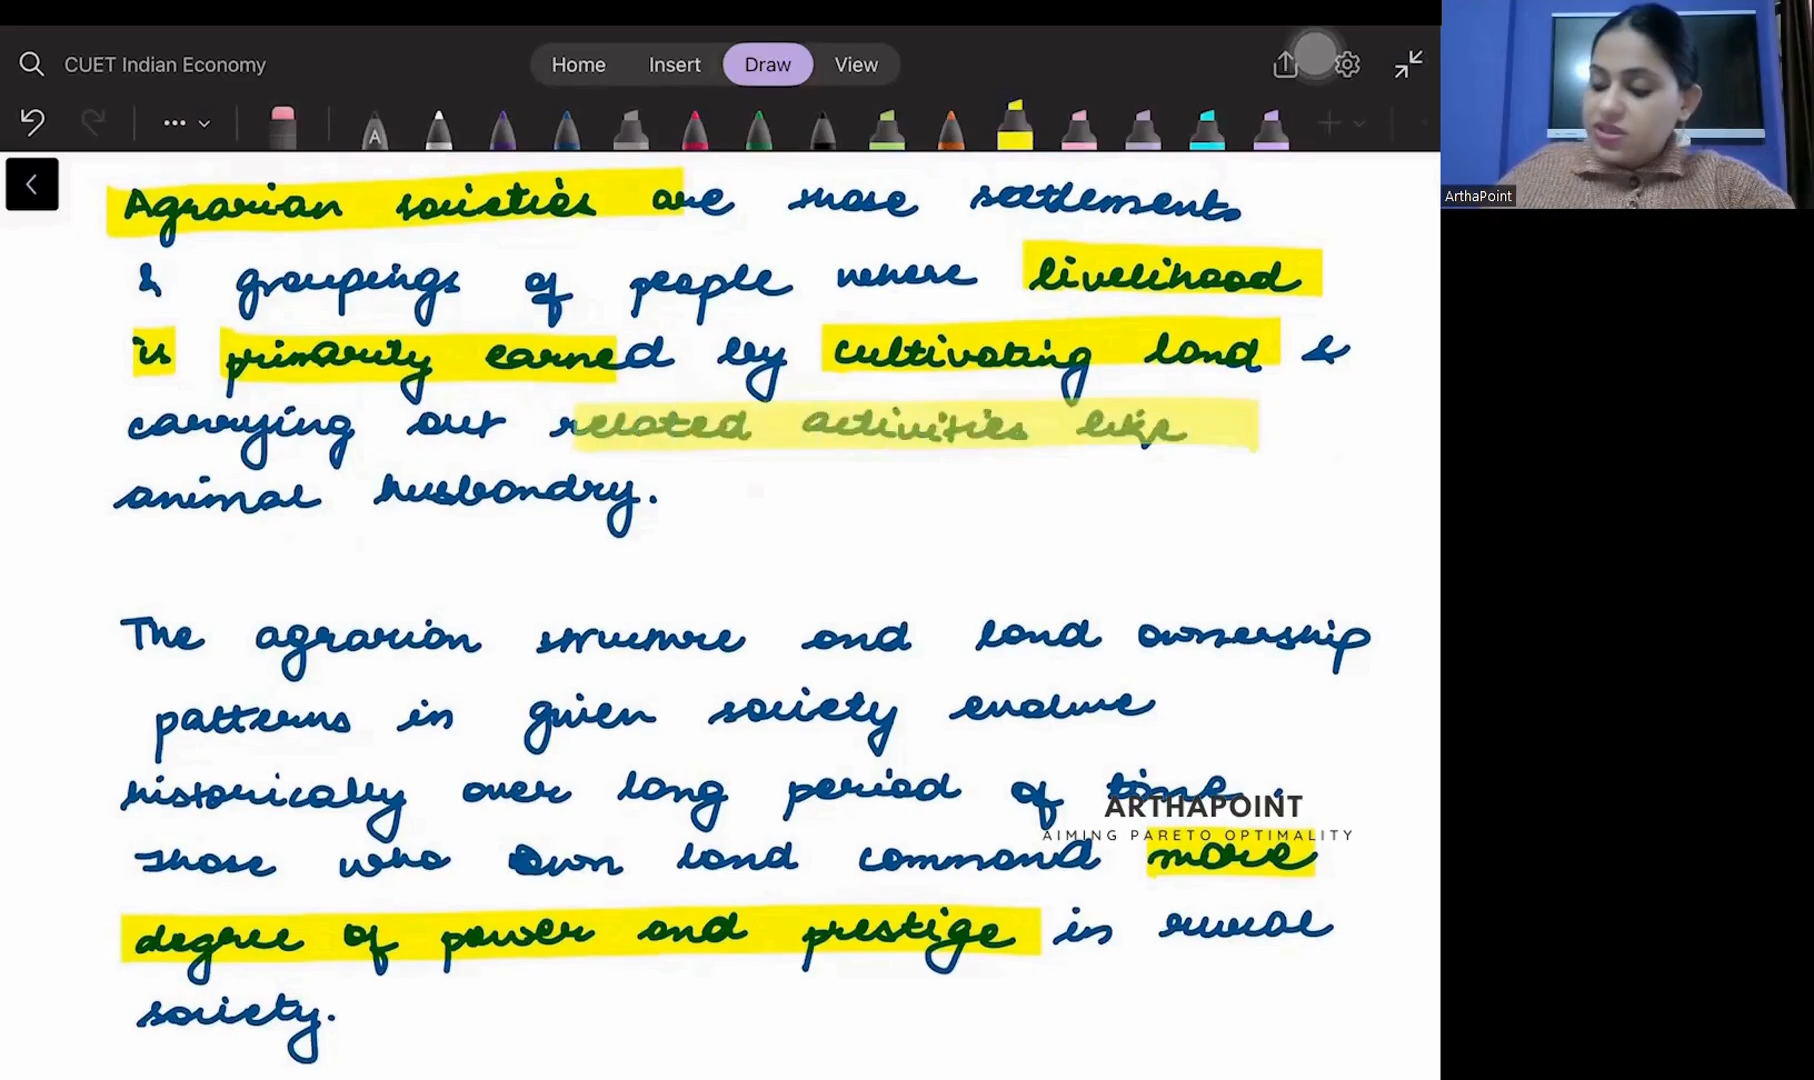 CUET Indian Economy
Home Insert Draw View
A
Agrarian societies are those settlements
& groupings of people where livelihood
is primarily earned by cultivating land &
carrying out related activities like
animal husbandry.
The agrarian structure and land ownership
patterns in given society evolve
historically over long period of time.
ARTHAPOINT
AIMING PARETO OPTIMALITY
Those who own land command more
degree of power and prestige in rural
society.
ArthaPoint